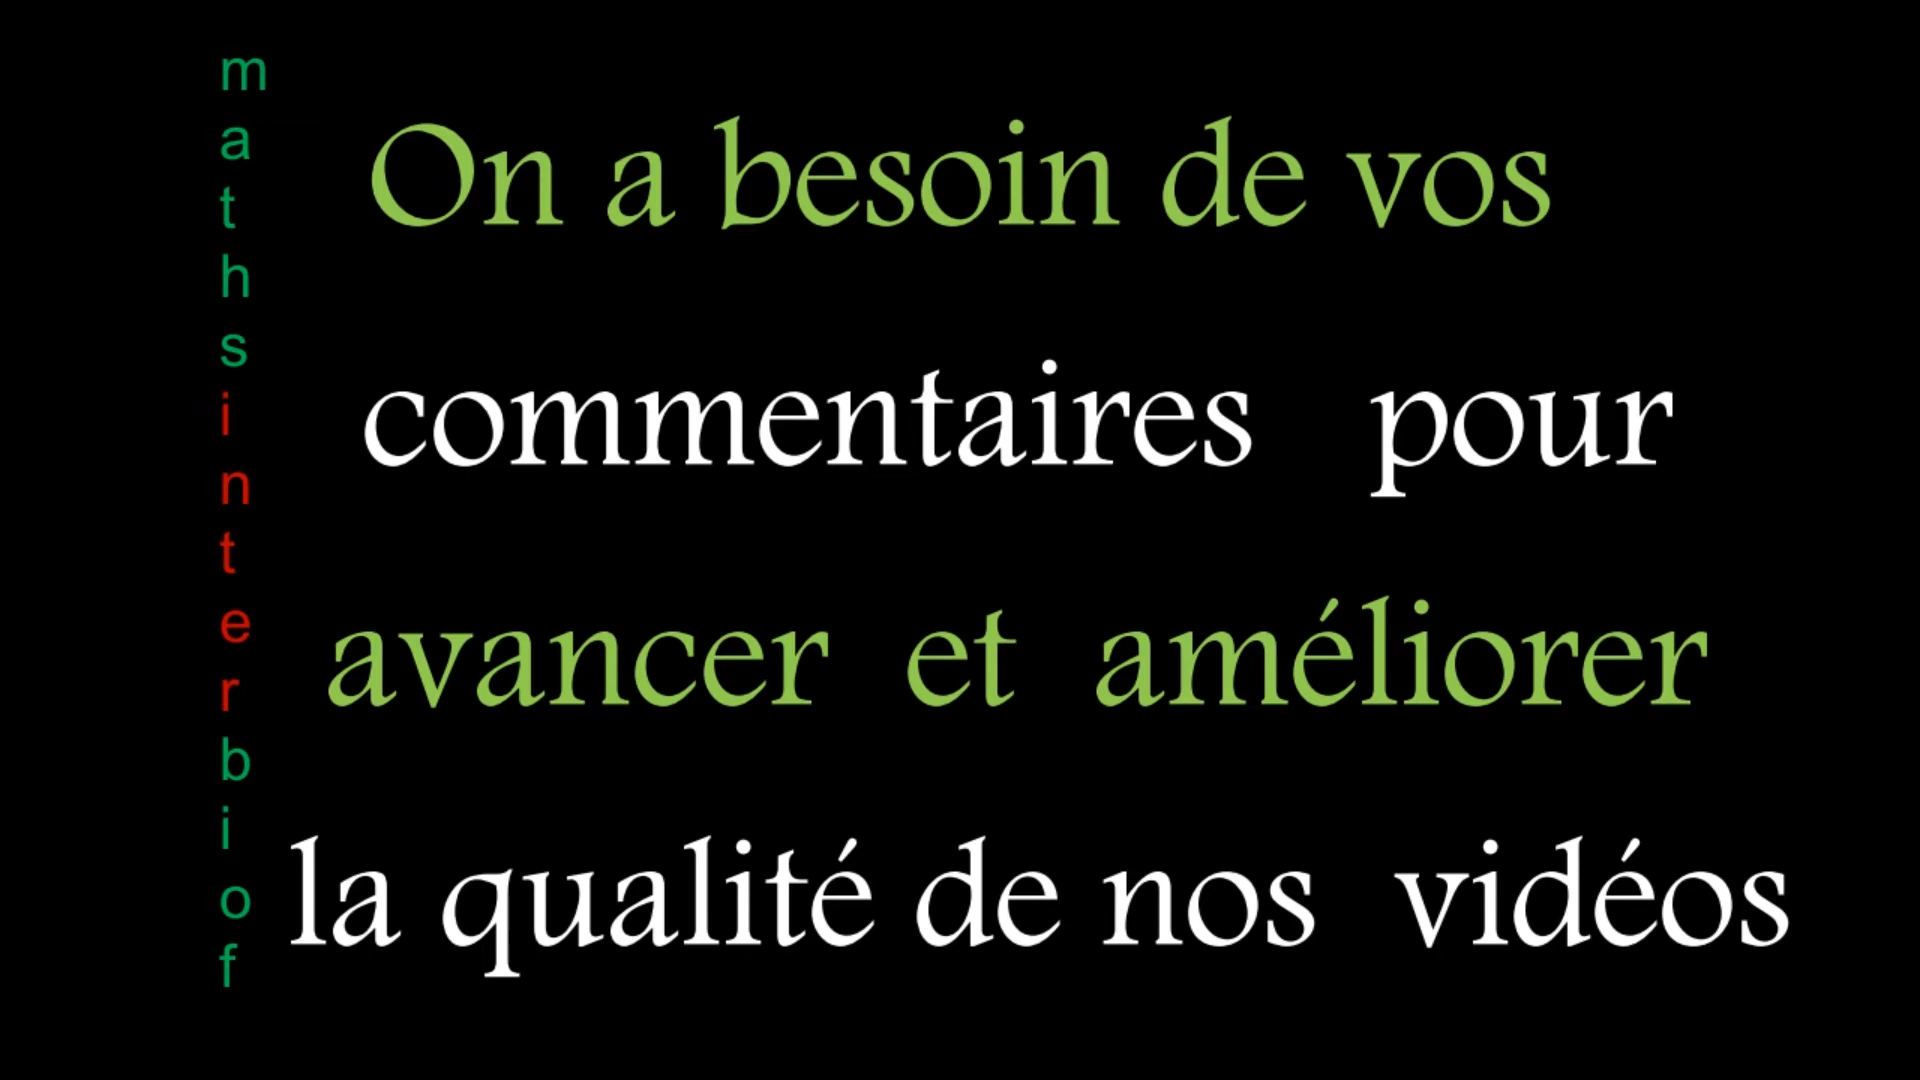 mathsinterbiof
On a besoin de vos
commentaires pour
avancer et améliorer
la qualité de nos vidéos